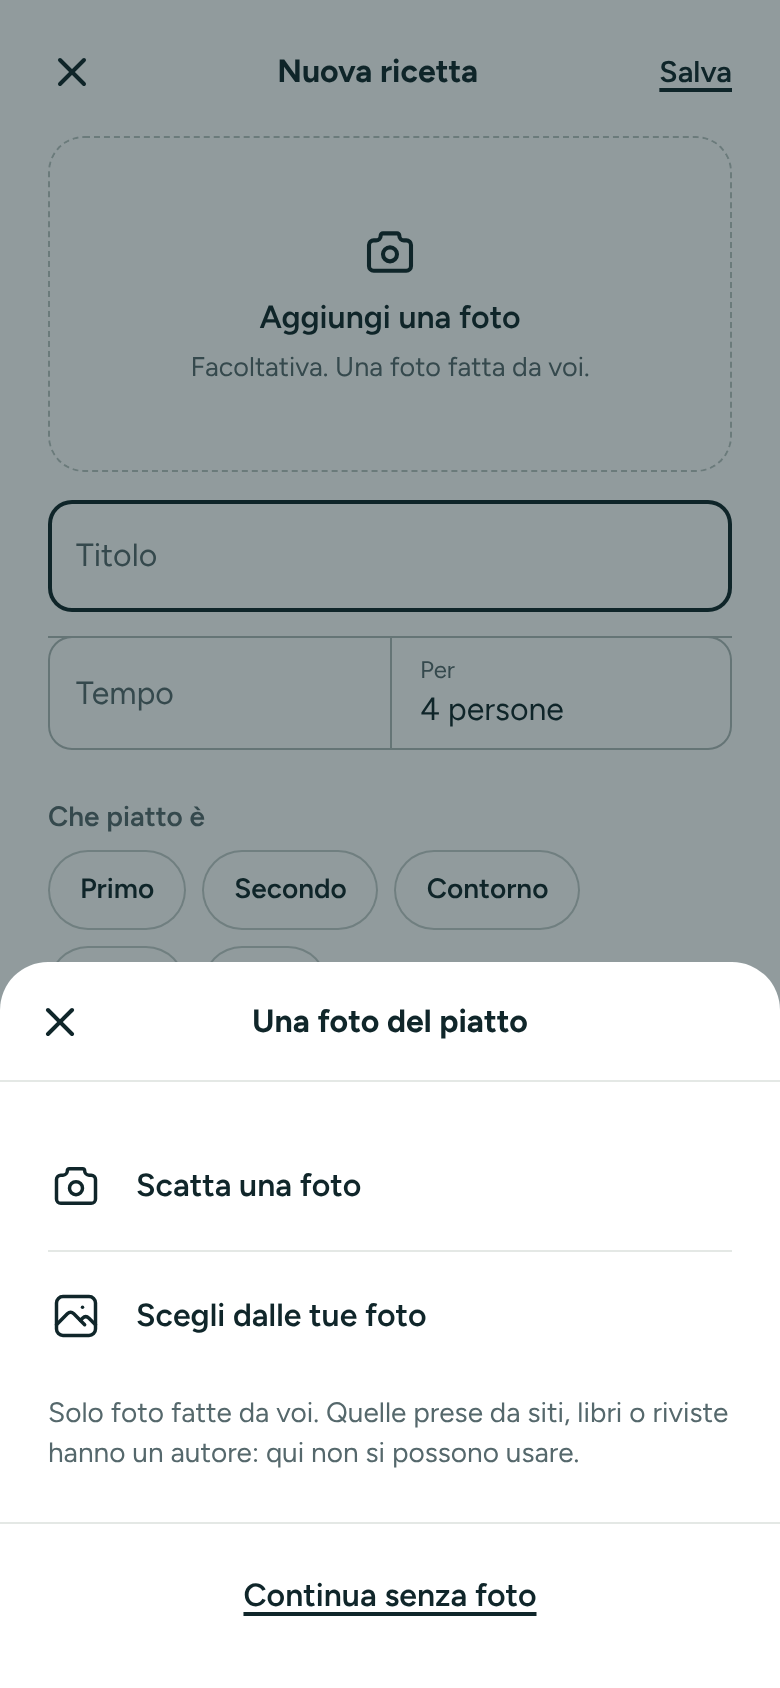 Nuova ricetta
Salva
Aggiungi una foto
Facoltativa. Una foto fatta da voi.
Titolo
Tempo
Per
4 persone
Che piatto è
Primo
Secondo
Contorno
Una foto del piatto
Scatta una foto
Scegli dalle tue foto
Solo foto fatte da voi. Quelle prese da siti, libri o riviste
hanno un autore: qui non si possono usare.
Continua senza foto